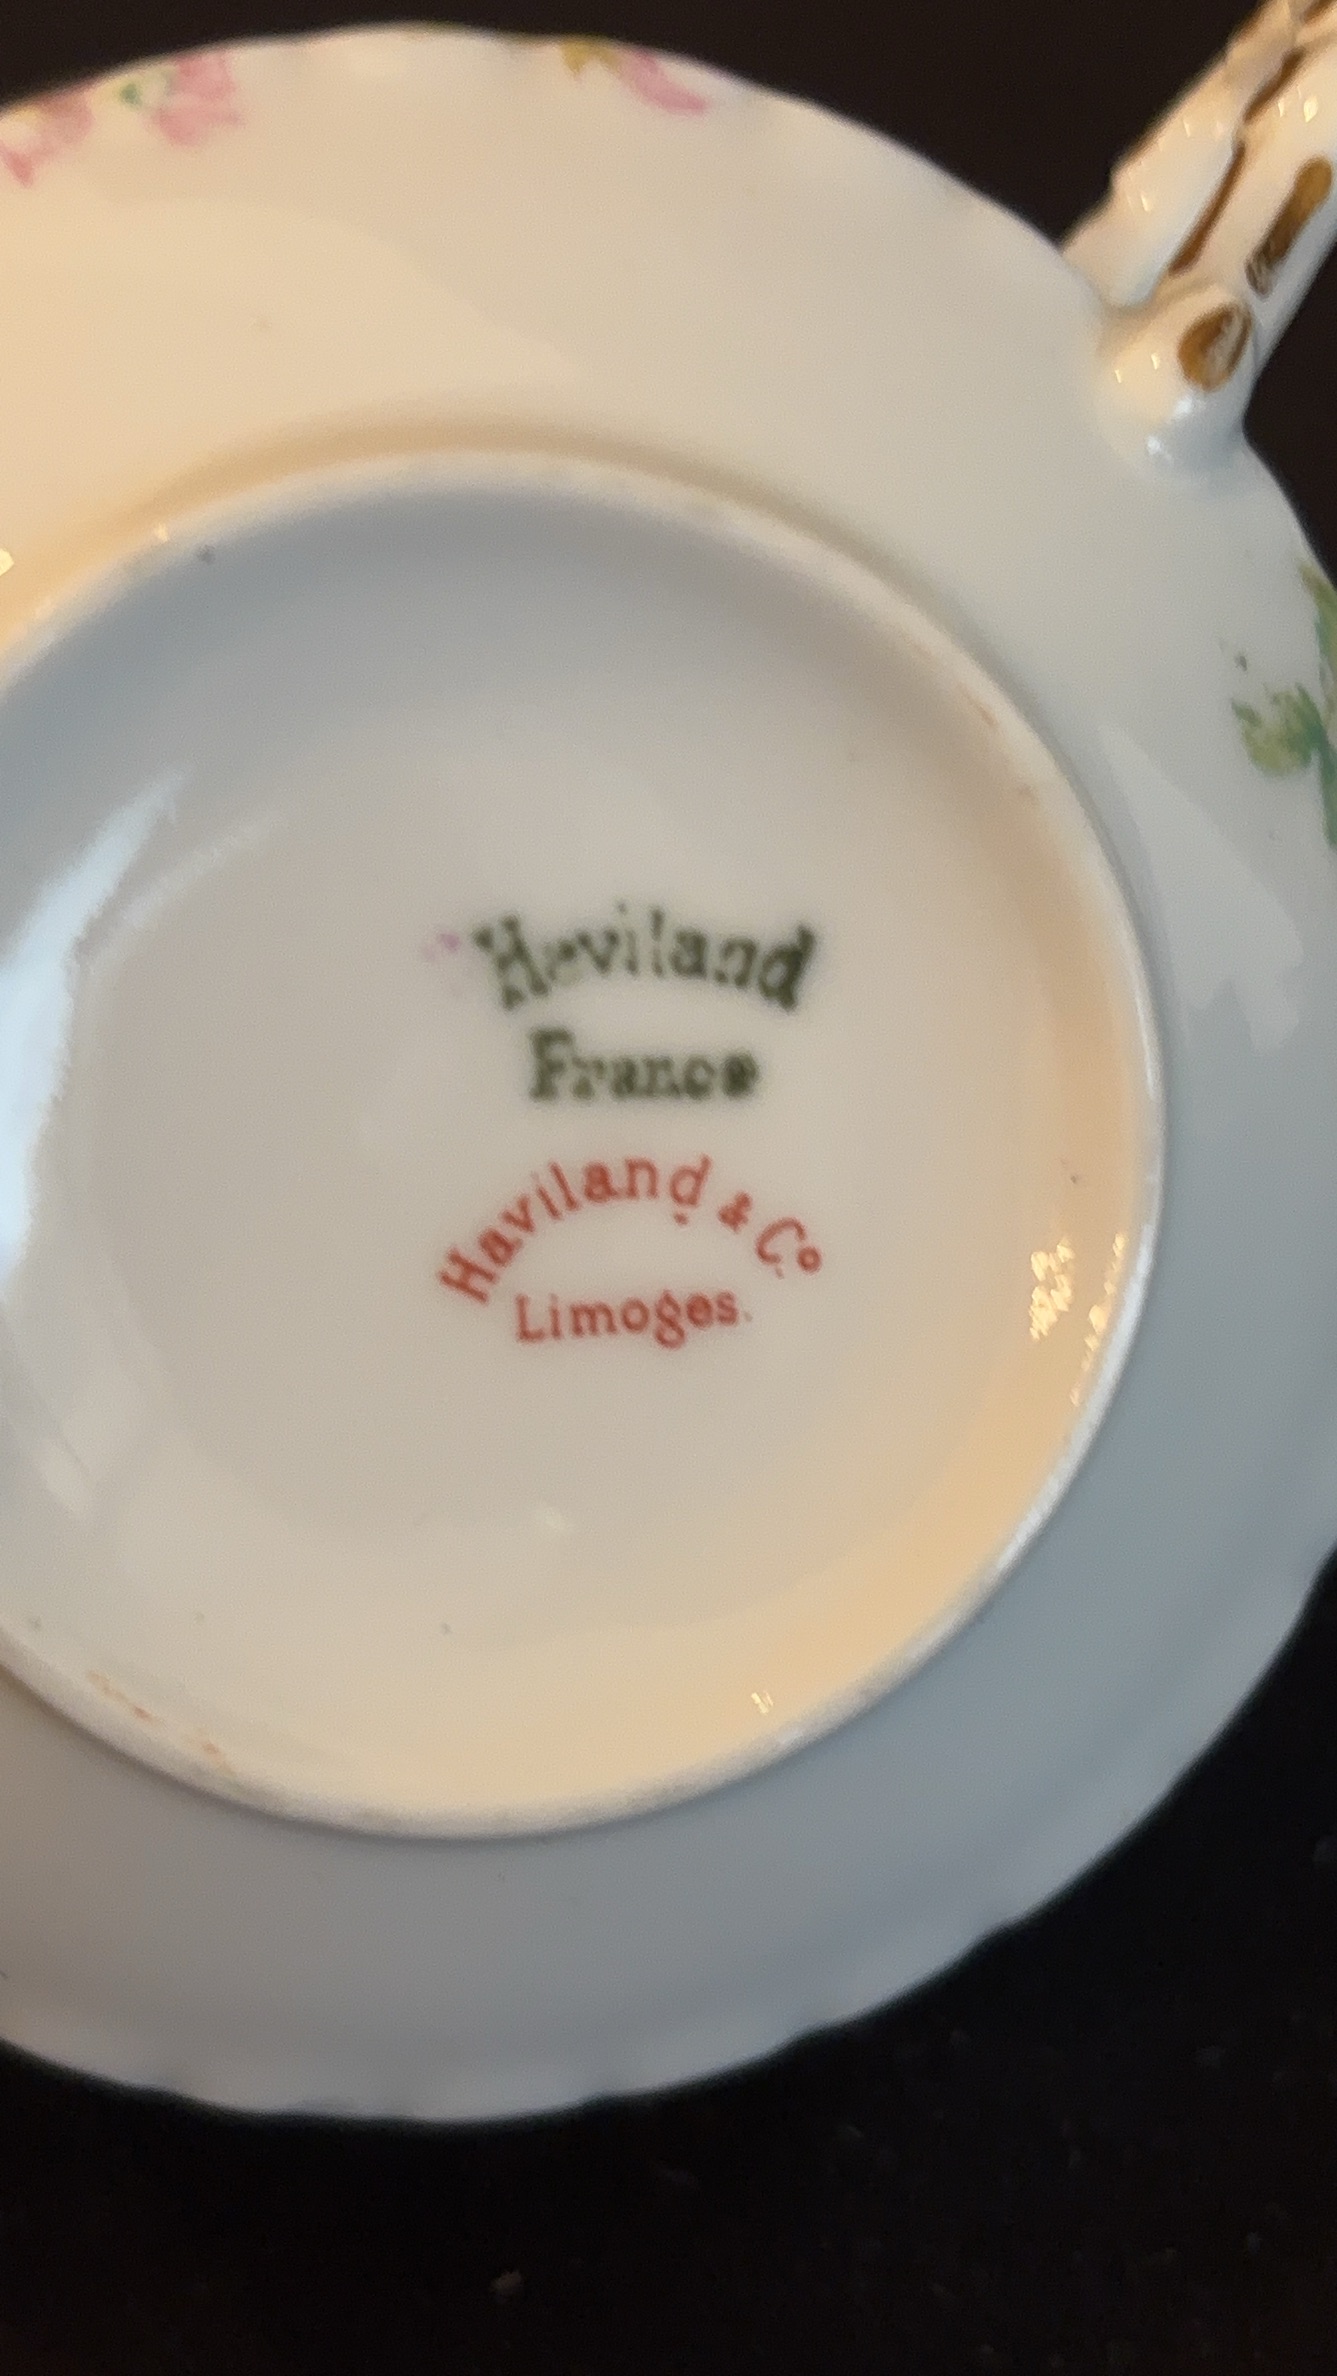 Haviland
France
Haviland & Co
Limoges.